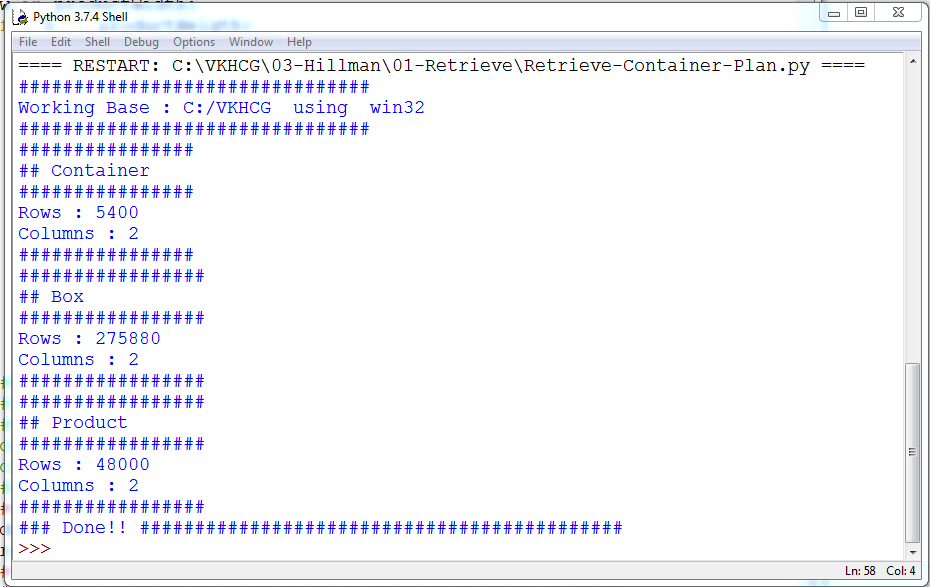 Python 3.7.4 Shell
File Edit Shell Debug Options Window Help
==== RESTART: C:\VKHCG\03-Hillman\01-Retrieve\Retrieve-Container-Plan.py ====
################################
Working Base : C:/VKHCG  using  win32
################################
################
## Container
################
Rows : 5400
Columns : 2
################
#################
## Box
#################
Rows : 275880
Columns : 2
#################
#################
## Product
#################
Rows : 48000
Columns : 2
#################
### Done!! ############################################
>>>
Ln: 58 Col: 4